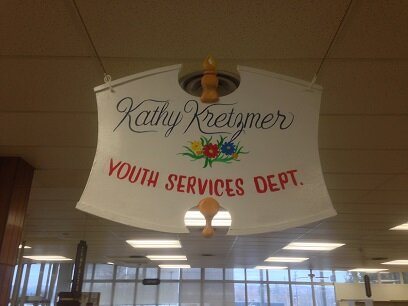 Kathy Kretzmer
YOUTH SERVICES DEPT.